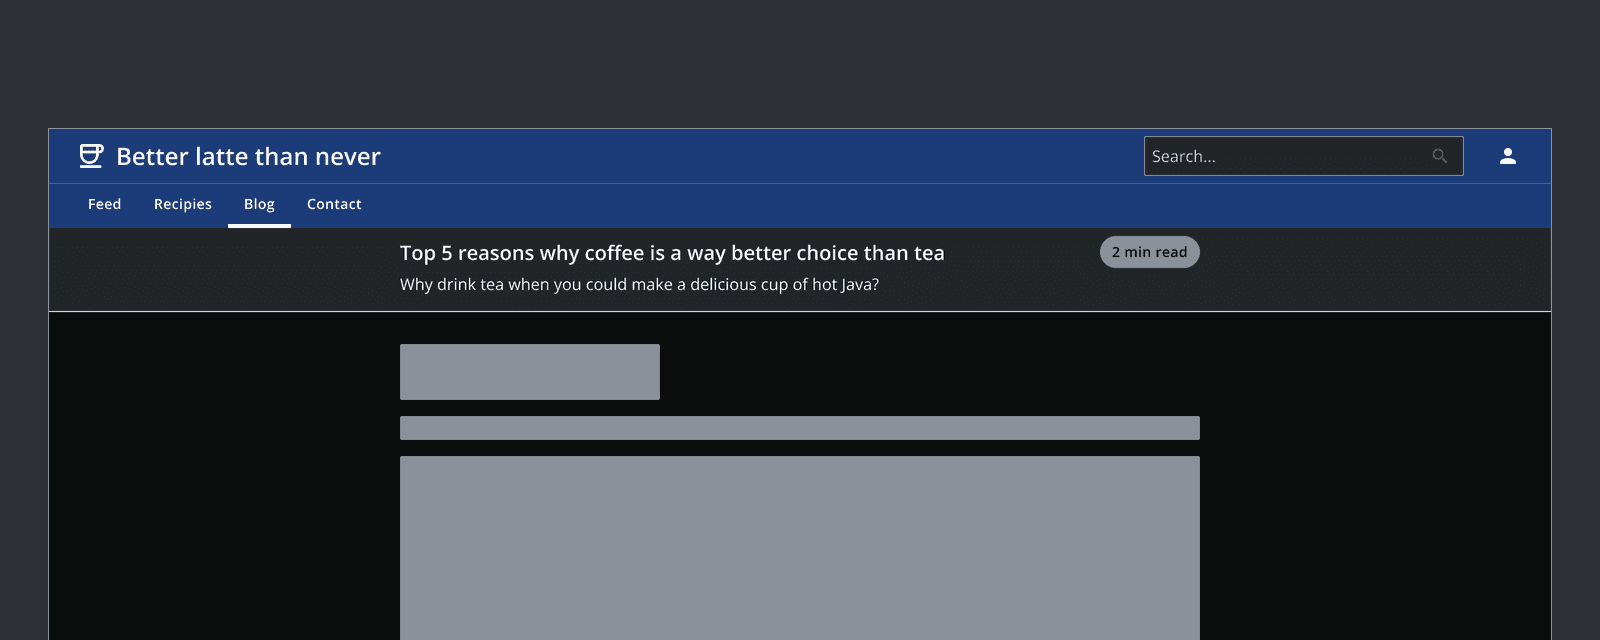 Better latte than never
Search...
Feed Recipies Blog Contact
Top 5 reasons why coffee is a way better choice than tea
2 min read
Why drink tea when you could make a delicious cup of hot Java?